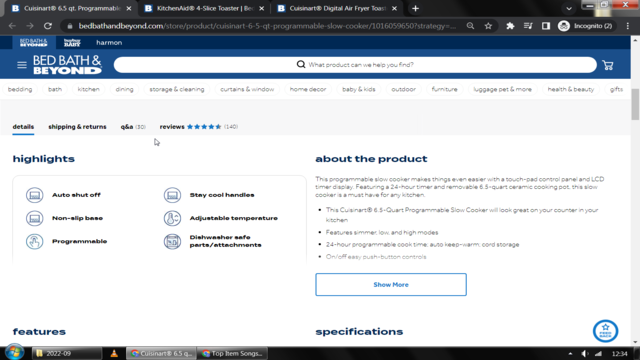 Cuisinart® 6.5 qt. Programmable
KitchenAid® 4-Slice Toaster | Bed
Cuisinart® Digital Air Fryer Toast
bedbathandbeyond.com/store/product/cuisinart-6-5-qt-programmable-slow-cooker/1016059650?strategy=...
Incognito (2)
BED BATH & BEYOND
buybuy BABY
harmon
BED BATH &
BEYOND
What product can we help you find?
bedding
bath
kitchen
dining
storage & cleaning
curtains & window
home decor
baby & kids
outdoor
furniture
luggage pet & more
health & beauty
gifts
details
shipping & returns
q&a (30)
reviews
(140)
highlights
Auto shut off
Stay cool handles
Non-slip base
Adjustable temperature
Programmable
Dishwasher safe
parts/attachments
about the product
This programmable slow cooker makes things even easier with a touch-pad control panel and LCD
timer display. Featuring a 24-hour timer and removable 6.5-quart ceramic cooking pot, this slow
cooker is a must have for any kitchen.
• This Cuisinart® 6.5-Quart Programmable Slow Cooker will look great on your counter in your
kitchen
• Features simmer, low, and high modes
• 24-hour programmable cook time; auto keep-warm; cord storage
• On/off easy push-button controls
Show More
features
specifications
FEED
BACK
2022-09
Cuisinart® 6.5 q...
Top Item Songs...
12:34